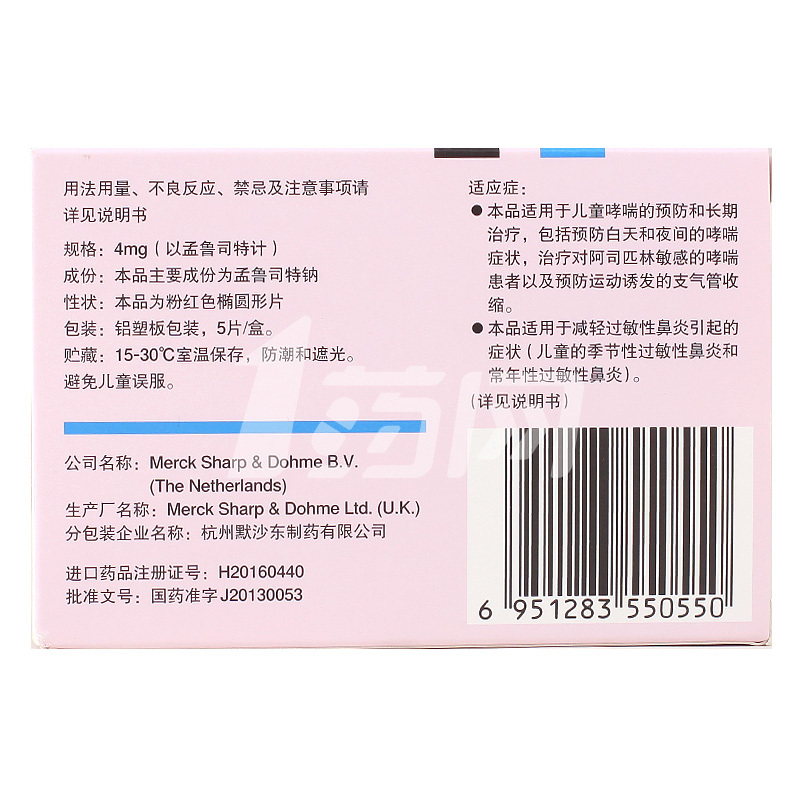 用法用量、不良反应、禁忌及注意事项请
详见说明书
规格：4mg（以孟鲁司特计）
成份：本品主要成份为孟鲁司特钠
性状：本品为粉红色椭圆形片
包装：铝塑板包装，5片/盒。
贮藏：15-30℃室温保存，防潮和遮光。
避免儿童误服。
公司名称：Merck Sharp & Dohme B.V.
(The Netherlands)
生产厂名称：Merck Sharp & Dohme Ltd. (U.K.)
分包装企业名称：杭州默沙东制药有限公司
进口药品注册证号：H20160440
批准文号：国药准字J20130053
适应症：
●本品适用于儿童哮喘的预防和长期
治疗，包括预防白天和夜间的哮喘
症状，治疗对阿司匹林敏感的哮喘
患者以及预防运动诱发的支气管收
缩。
●本品适用于减轻过敏性鼻炎引起的
症状（儿童的季节性过敏性鼻炎和
常年性过敏性鼻炎）。
（详见说明书）
6 951283 550550
1药网